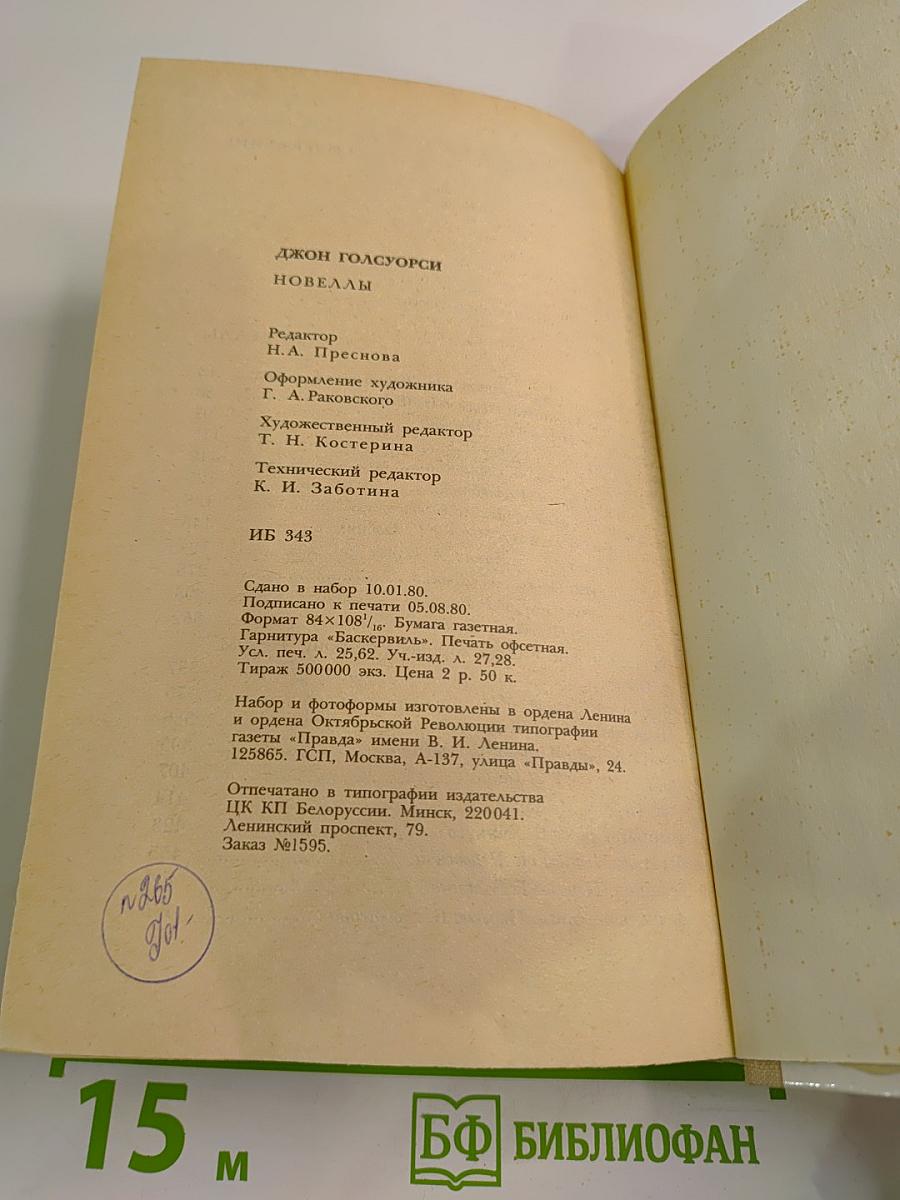 ДЖОН ГОЛСУОРСИ
НОВЕЛЛЫ
Редактор
Н. А. Преснова
Оформление художника
Г. А. Раковского
Художественный редактор
Т. Н. Костерина
Технический редактор
К. И. Заботина
ИБ 343
Сдано в набор 10.01.80.
Подписано к печати 05.08.80.
Формат 84×108¹/₁₆. Бумага газетная.
Гарнитура «Баскервиль». Печать офсетная.
Усл. печ. л. 25,62. Уч.-изд. л. 27,28.
Тираж 500000 экз. Цена 2 р. 50 к.
Набор и фотоформы изготовлены в ордена Ленина
и ордена Октябрьской Революции типографии
газеты «Правда» имени В. И. Ленина.
125865. ГСП, Москва, А-137, улица «Правды», 24.
Отпечатано в типографии издательства
ЦК КП Белоруссии. Минск, 220041.
Ленинский проспект, 79.
Заказ №1595.
265
15 м
БФ БИБЛИОФАН